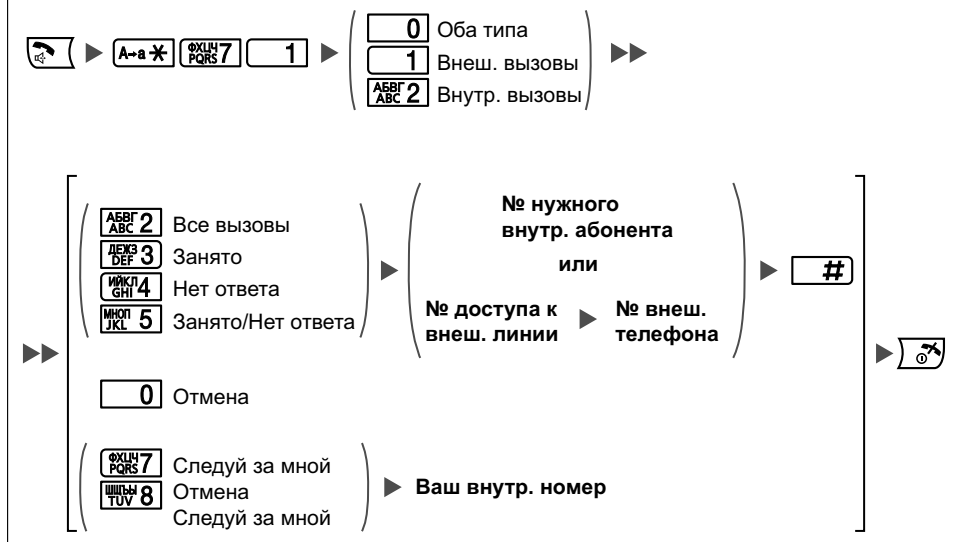 A→a ✱ ФХЦЧ PQRS 7 1
0 Оба типа
1 Внеш. вызовы
АБВГ ABC 2 Внутр. вызовы
АБВГ ABC 2 Все вызовы
ДЕЖЗ DEF 3 Занято
ИЙКЛ GHI 4 Нет ответа
МНОП JKL 5 Занято/Нет ответа
№ нужного
внутр. абонента
или
№ доступа к
внеш. линии
№ внеш.
телефона
#
0 Отмена
ФХЦЧ PQRS 7 Следуй за мной
ШЩЪЫ TUV 8 Отмена
Следуй за мной
Ваш внутр. номер